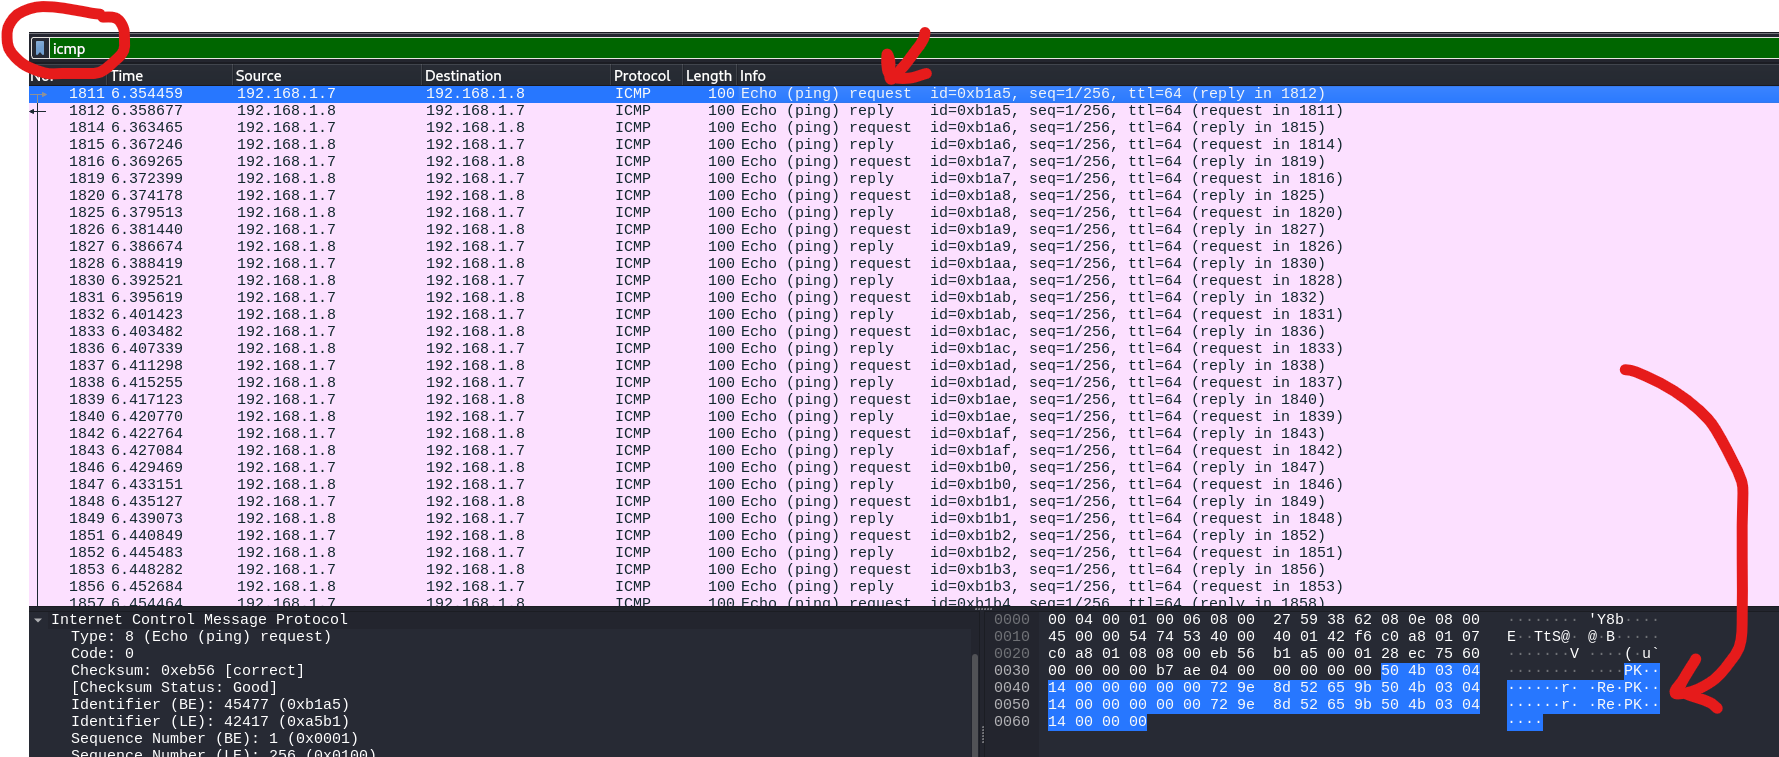 icmp
No. Time Source Destination Protocol Length Info
1811 6.354459 192.168.1.7 192.168.1.8 ICMP 100 Echo (ping) request id=0xb1a5, seq=1/256, ttl=64 (reply in 1812)
1812 6.358677 192.168.1.8 192.168.1.7 ICMP 100 Echo (ping) reply id=0xb1a5, seq=1/256, ttl=64 (request in 1811)
1814 6.363465 192.168.1.7 192.168.1.8 ICMP 100 Echo (ping) request id=0xb1a6, seq=1/256, ttl=64 (reply in 1815)
1815 6.367246 192.168.1.8 192.168.1.7 ICMP 100 Echo (ping) reply id=0xb1a6, seq=1/256, ttl=64 (request in 1814)
1816 6.369265 192.168.1.7 192.168.1.8 ICMP 100 Echo (ping) request id=0xb1a7, seq=1/256, ttl=64 (reply in 1819)
1819 6.372399 192.168.1.8 192.168.1.7 ICMP 100 Echo (ping) reply id=0xb1a7, seq=1/256, ttl=64 (request in 1816)
1820 6.374178 192.168.1.7 192.168.1.8 ICMP 100 Echo (ping) request id=0xb1a8, seq=1/256, ttl=64 (reply in 1825)
1825 6.379513 192.168.1.8 192.168.1.7 ICMP 100 Echo (ping) reply id=0xb1a8, seq=1/256, ttl=64 (request in 1820)
1826 6.381440 192.168.1.7 192.168.1.8 ICMP 100 Echo (ping) request id=0xb1a9, seq=1/256, ttl=64 (reply in 1827)
1827 6.386674 192.168.1.8 192.168.1.7 ICMP 100 Echo (ping) reply id=0xb1a9, seq=1/256, ttl=64 (request in 1826)
1828 6.388419 192.168.1.7 192.168.1.8 ICMP 100 Echo (ping) request id=0xb1aa, seq=1/256, ttl=64 (reply in 1830)
1830 6.392521 192.168.1.8 192.168.1.7 ICMP 100 Echo (ping) reply id=0xb1aa, seq=1/256, ttl=64 (request in 1828)
1831 6.395619 192.168.1.7 192.168.1.8 ICMP 100 Echo (ping) request id=0xb1ab, seq=1/256, ttl=64 (reply in 1832)
1832 6.401423 192.168.1.8 192.168.1.7 ICMP 100 Echo (ping) reply id=0xb1ab, seq=1/256, ttl=64 (request in 1831)
1833 6.403482 192.168.1.7 192.168.1.8 ICMP 100 Echo (ping) request id=0xb1ac, seq=1/256, ttl=64 (reply in 1836)
1836 6.407339 192.168.1.8 192.168.1.7 ICMP 100 Echo (ping) reply id=0xb1ac, seq=1/256, ttl=64 (request in 1833)
1837 6.411298 192.168.1.7 192.168.1.8 ICMP 100 Echo (ping) request id=0xb1ad, seq=1/256, ttl=64 (reply in 1838)
1838 6.415255 192.168.1.8 192.168.1.7 ICMP 100 Echo (ping) reply id=0xb1ad, seq=1/256, ttl=64 (request in 1837)
1839 6.417123 192.168.1.7 192.168.1.8 ICMP 100 Echo (ping) request id=0xb1ae, seq=1/256, ttl=64 (reply in 1840)
1840 6.420770 192.168.1.8 192.168.1.7 ICMP 100 Echo (ping) reply id=0xb1ae, seq=1/256, ttl=64 (request in 1839)
1842 6.422764 192.168.1.7 192.168.1.8 ICMP 100 Echo (ping) request id=0xb1af, seq=1/256, ttl=64 (reply in 1843)
1843 6.427084 192.168.1.8 192.168.1.7 ICMP 100 Echo (ping) reply id=0xb1af, seq=1/256, ttl=64 (request in 1842)
1846 6.429469 192.168.1.7 192.168.1.8 ICMP 100 Echo (ping) request id=0xb1b0, seq=1/256, ttl=64 (reply in 1847)
1847 6.433151 192.168.1.8 192.168.1.7 ICMP 100 Echo (ping) reply id=0xb1b0, seq=1/256, ttl=64 (request in 1846)
1848 6.435127 192.168.1.7 192.168.1.8 ICMP 100 Echo (ping) request id=0xb1b1, seq=1/256, ttl=64 (reply in 1849)
1849 6.439073 192.168.1.8 192.168.1.7 ICMP 100 Echo (ping) reply id=0xb1b1, seq=1/256, ttl=64 (request in 1848)
1851 6.440849 192.168.1.7 192.168.1.8 ICMP 100 Echo (ping) request id=0xb1b2, seq=1/256, ttl=64 (reply in 1852)
1852 6.445483 192.168.1.8 192.168.1.7 ICMP 100 Echo (ping) reply id=0xb1b2, seq=1/256, ttl=64 (request in 1851)
1853 6.448282 192.168.1.7 192.168.1.8 ICMP 100 Echo (ping) request id=0xb1b3, seq=1/256, ttl=64 (reply in 1856)
1856 6.452684 192.168.1.8 192.168.1.7 ICMP 100 Echo (ping) reply id=0xb1b3, seq=1/256, ttl=64 (request in 1853)
1857 6.454464 192.168.1.7 192.168.1.8 ICMP 100 Echo (ping) request id=0xb1b4, seq=1/256, ttl=64 (reply in 1858)
Internet Control Message Protocol
Type: 8 (Echo (ping) request)
Code: 0
Checksum: 0xeb56 [correct]
[Checksum Status: Good]
Identifier (BE): 45477 (0xb1a5)
Identifier (LE): 42417 (0xa5b1)
Sequence Number (BE): 1 (0x0001)
Sequence Number (LE): 256 (0x0100)
0000 00 04 00 01 00 06 08 00 27 59 38 62 08 0e 08 00 ········ 'Y8b····
0010 45 00 00 54 74 53 40 00 40 01 42 f6 c0 a8 01 07 E··TtS@· @·B·····
0020 c0 a8 01 08 08 00 eb 56 b1 a5 00 01 28 ec 75 60 ·······V ····(·u`
0030 00 00 00 00 b7 ae 04 00 00 00 00 00 50 4b 03 04 ········ ····PK··
0040 14 00 00 00 00 00 72 9e 8d 52 65 9b 50 4b 03 04 ······r· ·Re·PK··
0050 14 00 00 00 00 00 72 9e 8d 52 65 9b 50 4b 03 04 ······r· ·Re·PK··
0060 14 00 00 00 ····